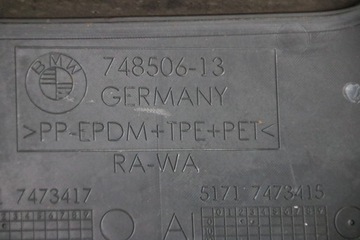 BMW
748506-13
GERMANY
>PP-EPDM+TPE+PET<
RA-WA
7473417
5171 7473415
A